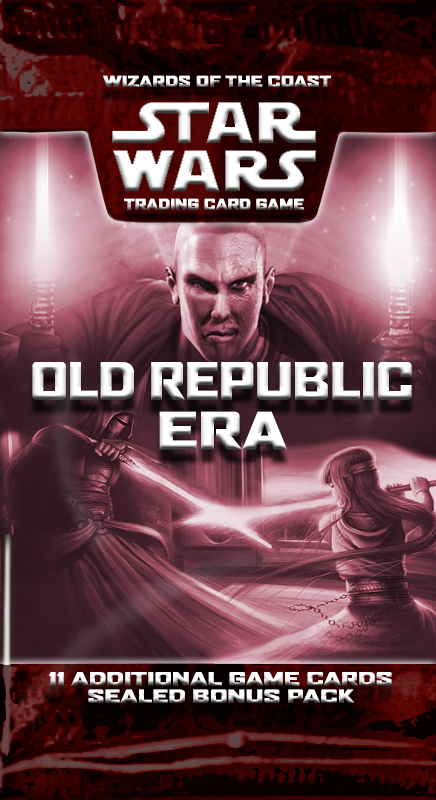 WIZARDS OF THE COAST
STAR
WARS
TRADING CARD GAME
OLD REPUBLIC
ERA
11 ADDITIONAL GAME CARDS
SEALED BONUS PACK